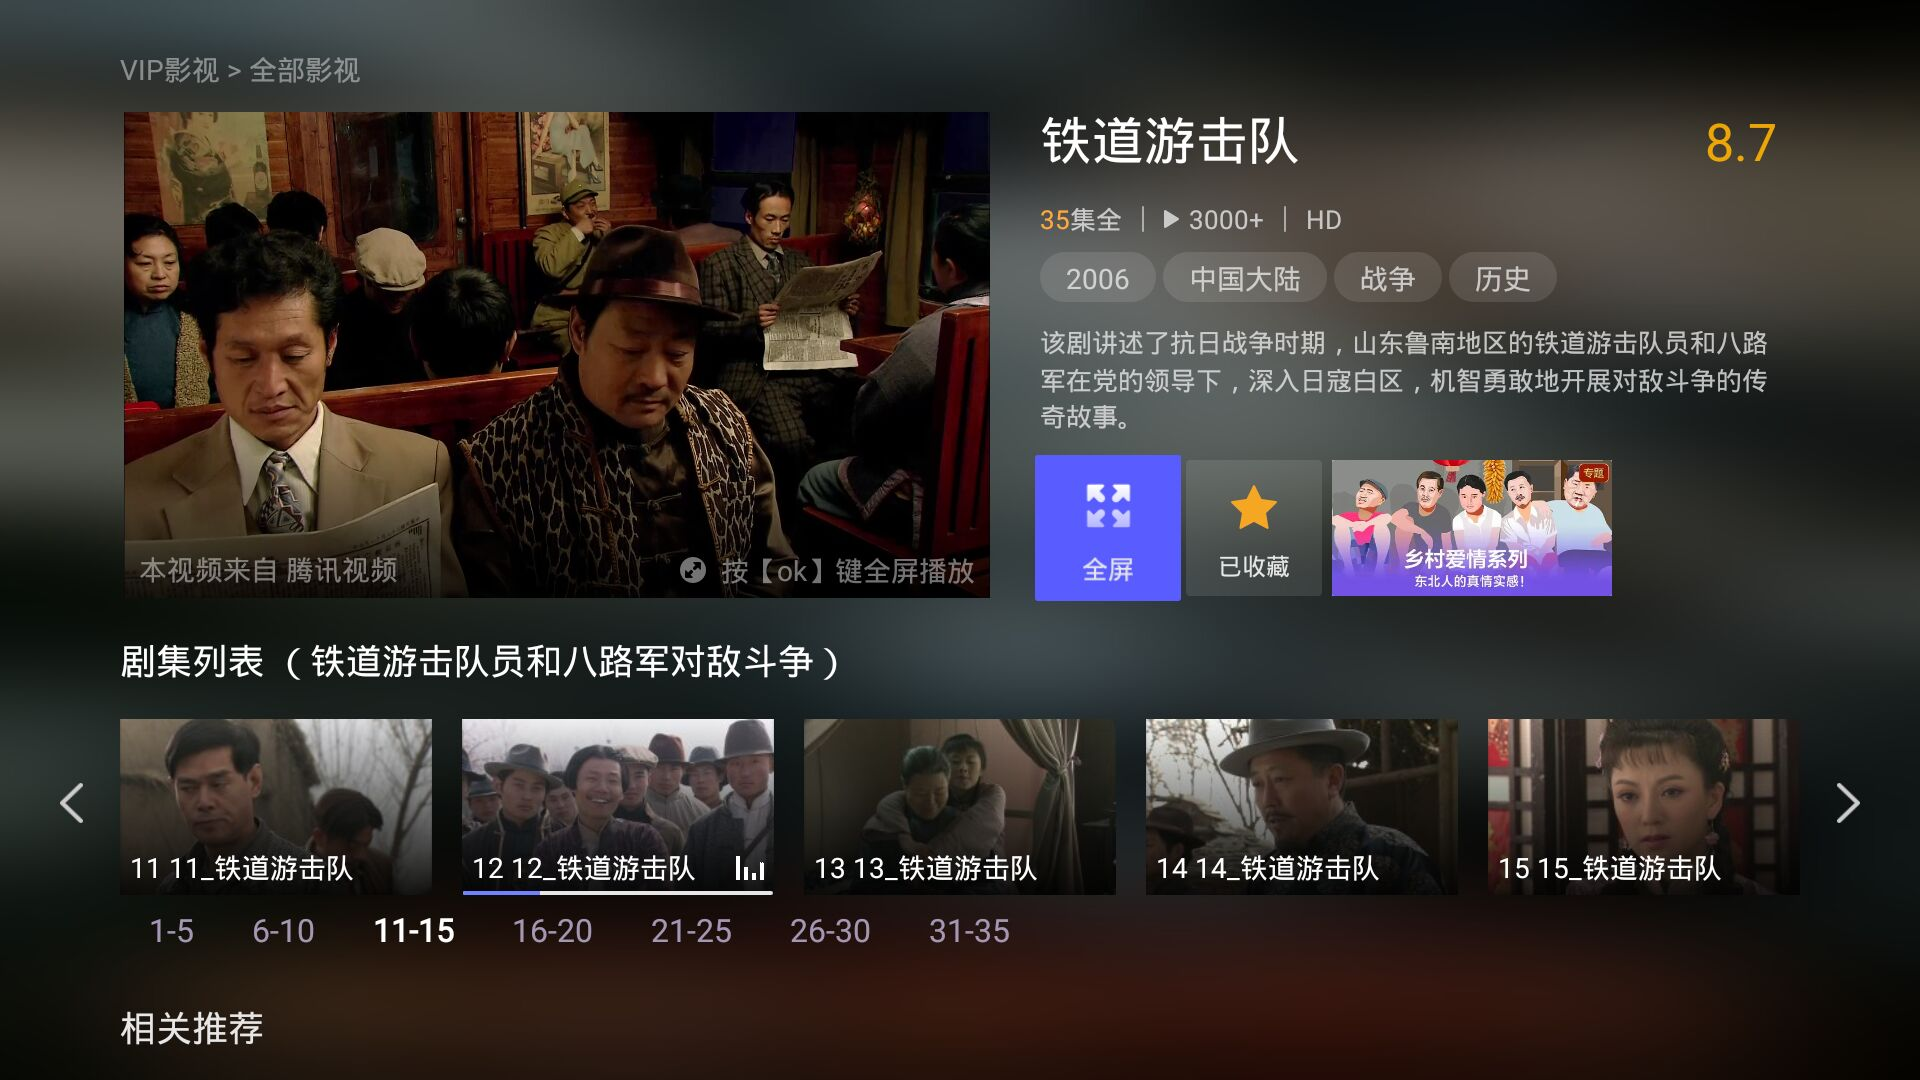 VIP影视 > 全部影视
铁道游击队
8.7
35集全 | ▶ 3000+ | HD
2006 中国大陆 战争 历史
该剧讲述了抗日战争时期，山东鲁南地区的铁道游击队员和八路
军在党的领导下，深入日寇白区，机智勇敢地开展对敌斗争的传
奇故事。
本视频来自 腾讯视频
按【ok】键全屏播放
全屏
已收藏
专题
乡村爱情系列
东北人的真情实感！
剧集列表 （铁道游击队员和八路军对敌斗争）
11 11_铁道游击队
12 12_铁道游击队
13 13_铁道游击队
14 14_铁道游击队
15 15_铁道游击队
1-5 6-10 11-15 16-20 21-25 26-30 31-35
相关推荐